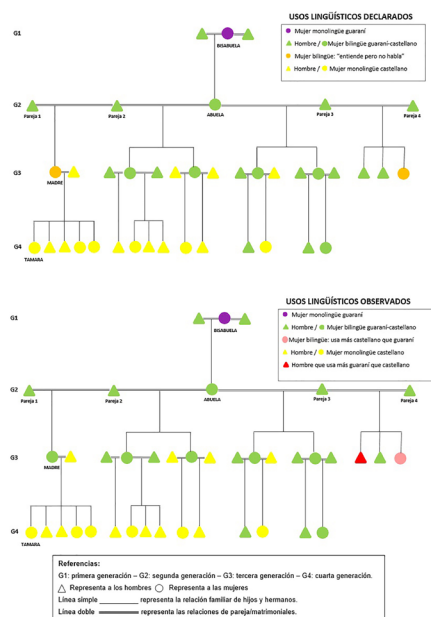 USOS LINGÜÍSTICOS DECLARADOS
Mujer monolingüe guaraní
Hombre / Mujer bilingüe guaraní-castellano
Mujer bilingüe: "entiende pero no habla"
Hombre / Mujer monolingüe castellano
G1
BISABUELA
G2
Pareja 1
Pareja 2
ABUELA
Pareja 3
Pareja 4
G3
MADRE
G4
TAMARA
USOS LINGÜÍSTICOS OBSERVADOS
Mujer monolingüe guaraní
Hombre / Mujer bilingüe guaraní-castellano
Mujer bilingüe: usa más castellano que guaraní
Hombre / Mujer monolingüe castellano
Hombre que usa más guaraní que castellano
G1
BISABUELA
G2
Pareja 1
Pareja 2
ABUELA
Pareja 3
Pareja 4
G3
MADRE
G4
TAMARA
Referencias:
G1: primera generación – G2: segunda generación – G3: tercera generación – G4: cuarta generación.
Representa a los hombres Representa a las mujeres
Línea simple representa la relación familiar de hijos y hermanos.
Línea doble representa las relaciones de pareja/matrimoniales.